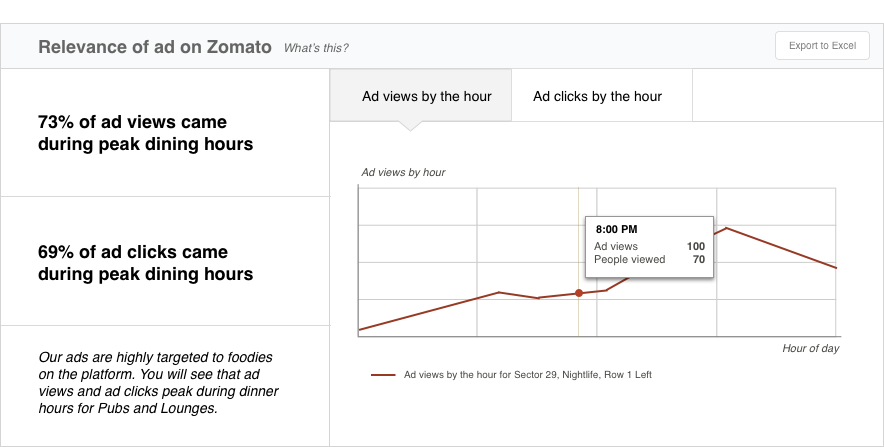 Relevance of ad on Zomato What's this?
Export to Excel
73% of ad views came
during peak dining hours
69% of ad clicks came
during peak dining hours
Our ads are highly targeted to foodies
on the platform. You will see that ad
views and ad clicks peak during dinner
hours for Pubs and Lounges.
Ad views by the hour
Ad clicks by the hour
Ad views by hour
8:00 PM
Ad views 100
People viewed 70
Hour of day
Ad views by the hour for Sector 29, Nightlife, Row 1 Left